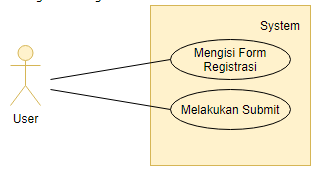 System
Mengisi Form
Registrasi
Melakukan Submit
User